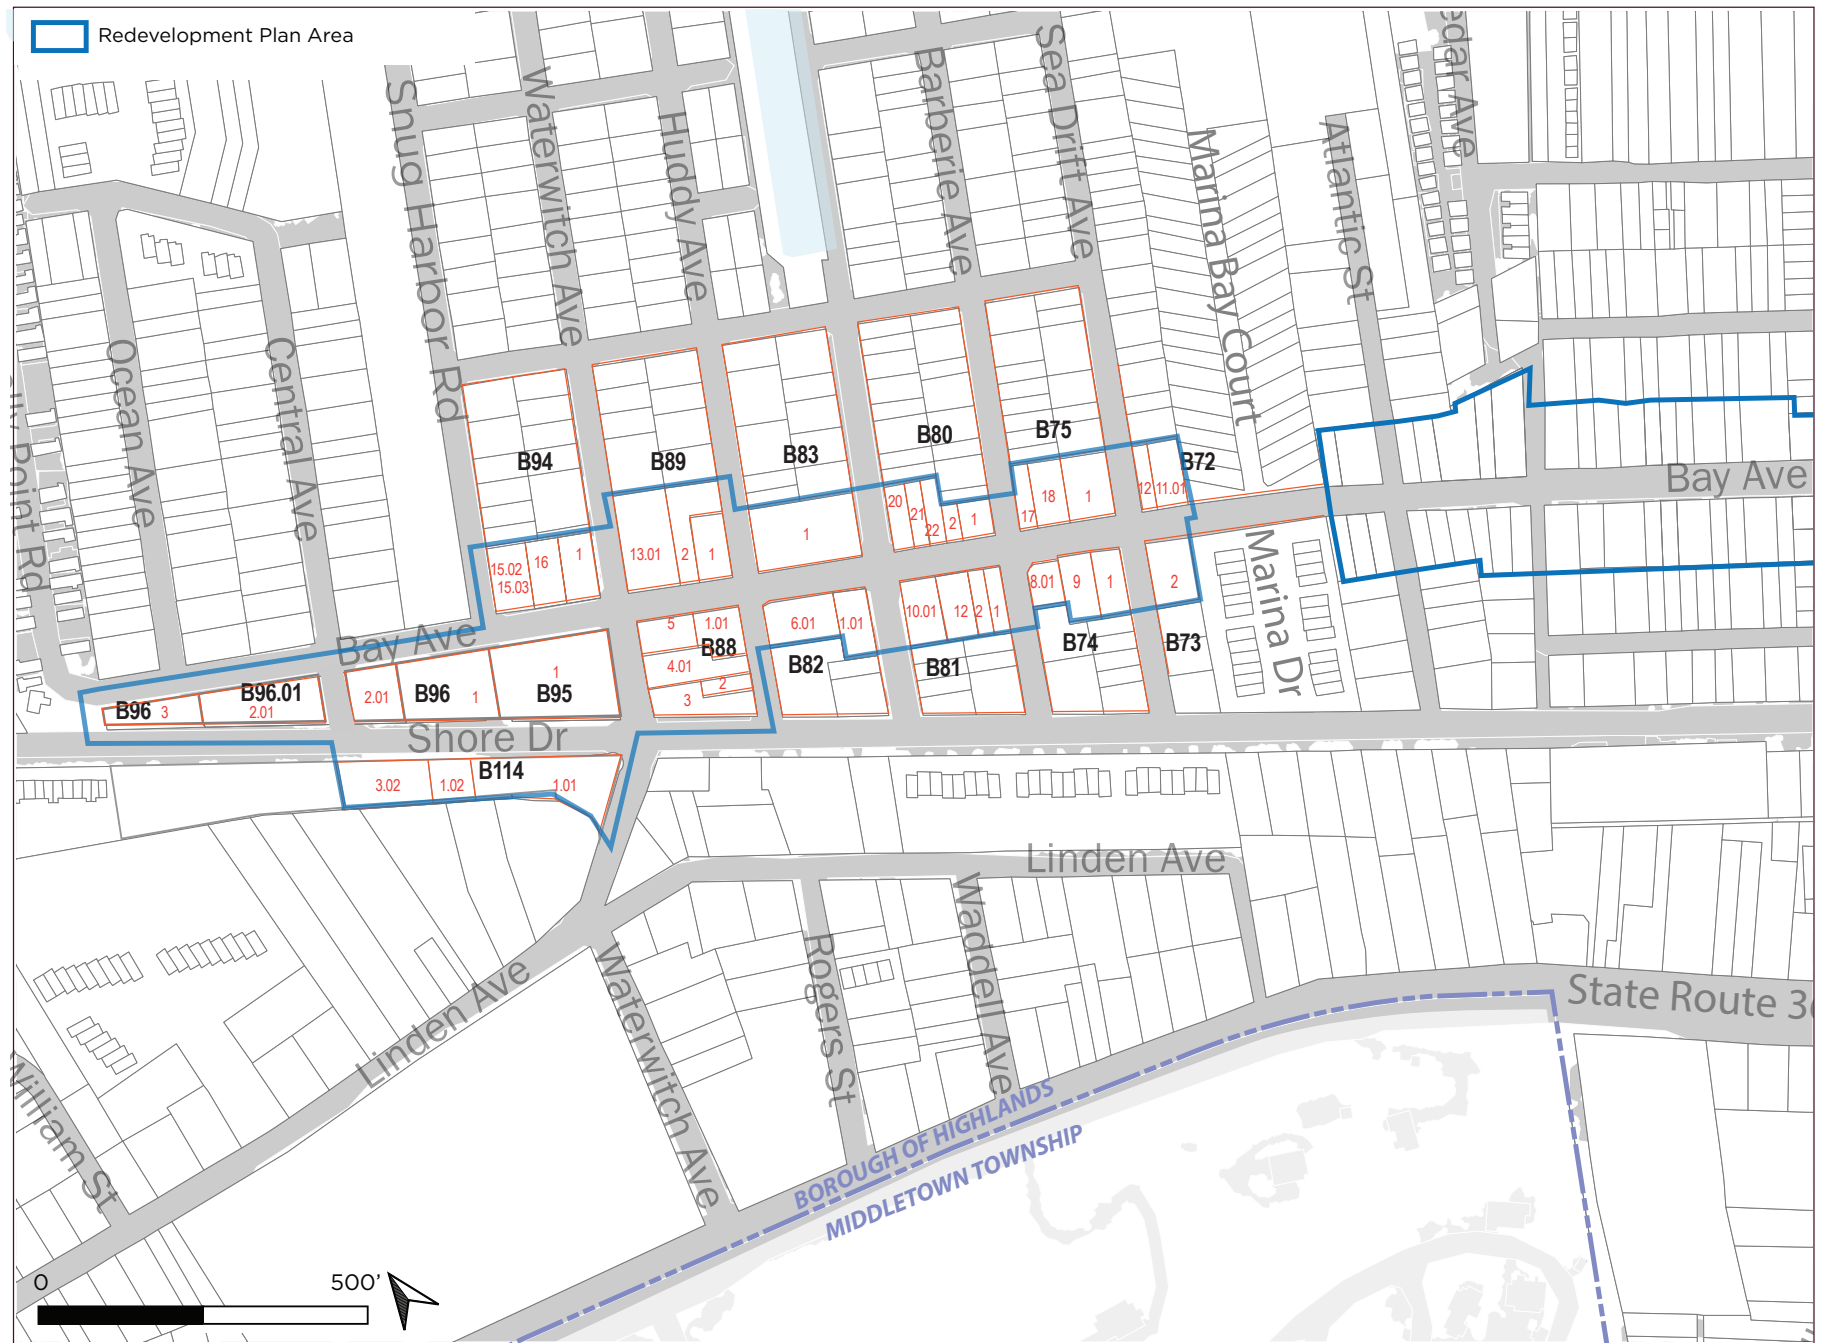 Redevelopment Plan Area
Snug Harbor Rd
Waterwitch Ave
Huddy Ave
Barberie Ave
Sea Drift Ave
Marina Bay Court
Atlantic St
edar Ave
Ocean Ave
Central Ave
Point Rd
B94
B89
B83
B80
B75
B72
Bay Ave
15.02
15.03
16
1
13.01
2
1
1
20
21
22
2
1
17
18
1
12
11.01
Bay Ave
5
1.01
B88
4.01
2
3
6.01
1.01
B82
10.01
12
2
1
B81
8.01
9
1
B74
2
B73
Marina Dr
B96
3
B96.01
2.01
2.01
B96
1
1
B95
Shore Dr
3.02
1.02
B114
1.01
Linden Ave
Linden Ave
Waterwitch Ave
Rogers St
Waddell Ave
William St
State Route 3
BOROUGH OF HIGHLANDS
MIDDLETOWN TOWNSHIP
0
500'